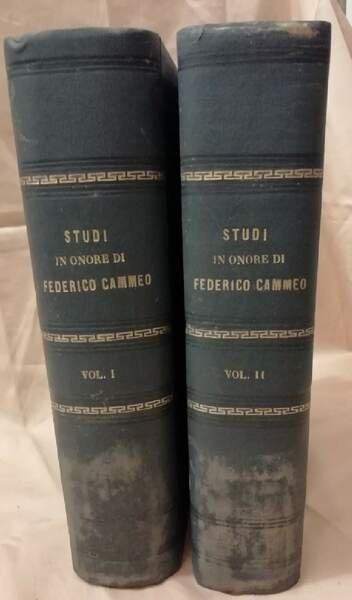 STUDI
IN ONORE DI
FEDERICO CAMMEO
VOL. I
STUDI
IN ONORE DI
FEDERICO CAMMEO
VOL. II